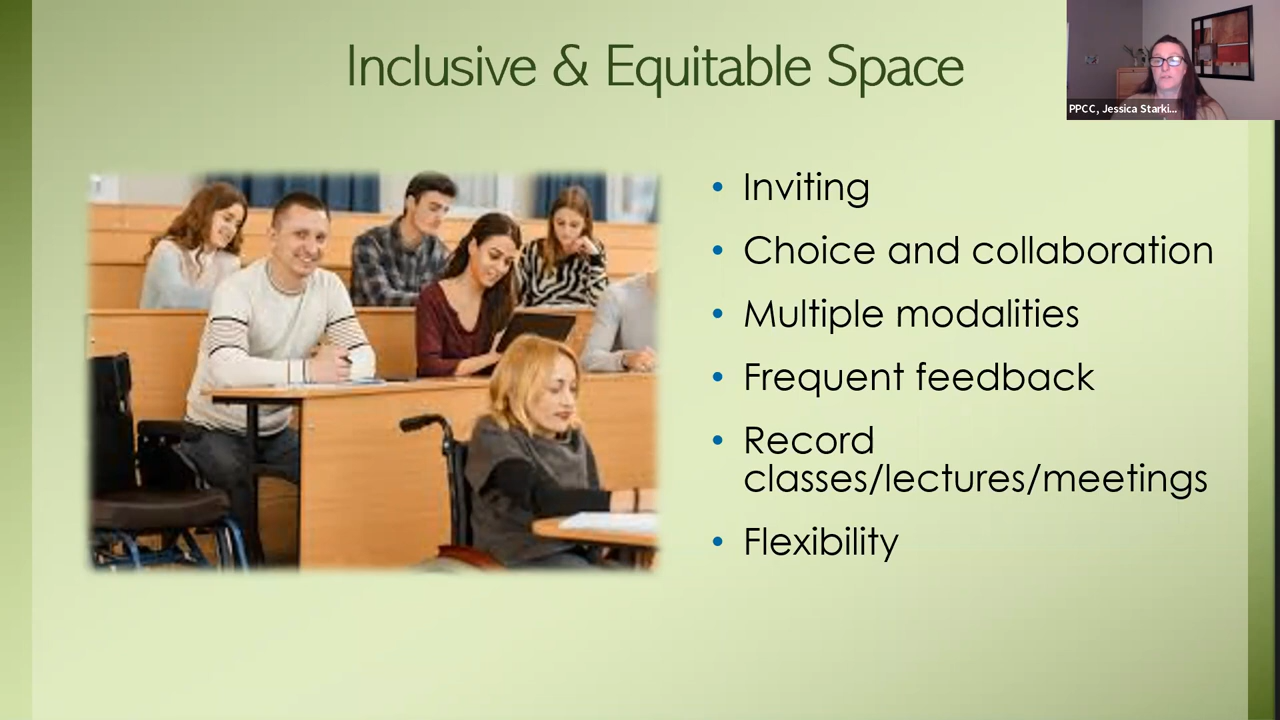 Inclusive & Equitable Space
PPCC, Jessica Starki...
• Inviting
• Choice and collaboration
• Multiple modalities
• Frequent feedback
• Record
classes/lectures/meetings
• Flexibility